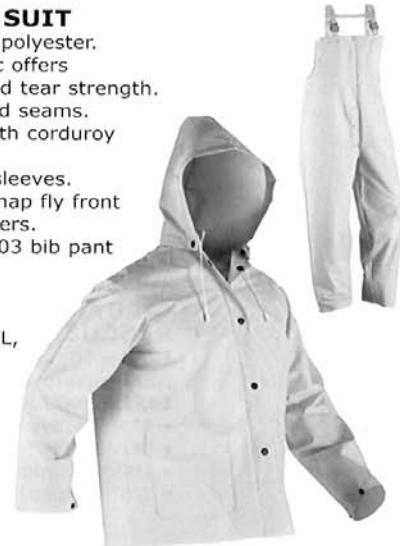 SUIT
polyester.
c offers
d tear strength.
d seams.
th corduroy
sleeves.
nap fly front
ers.
03 bib pant
L,